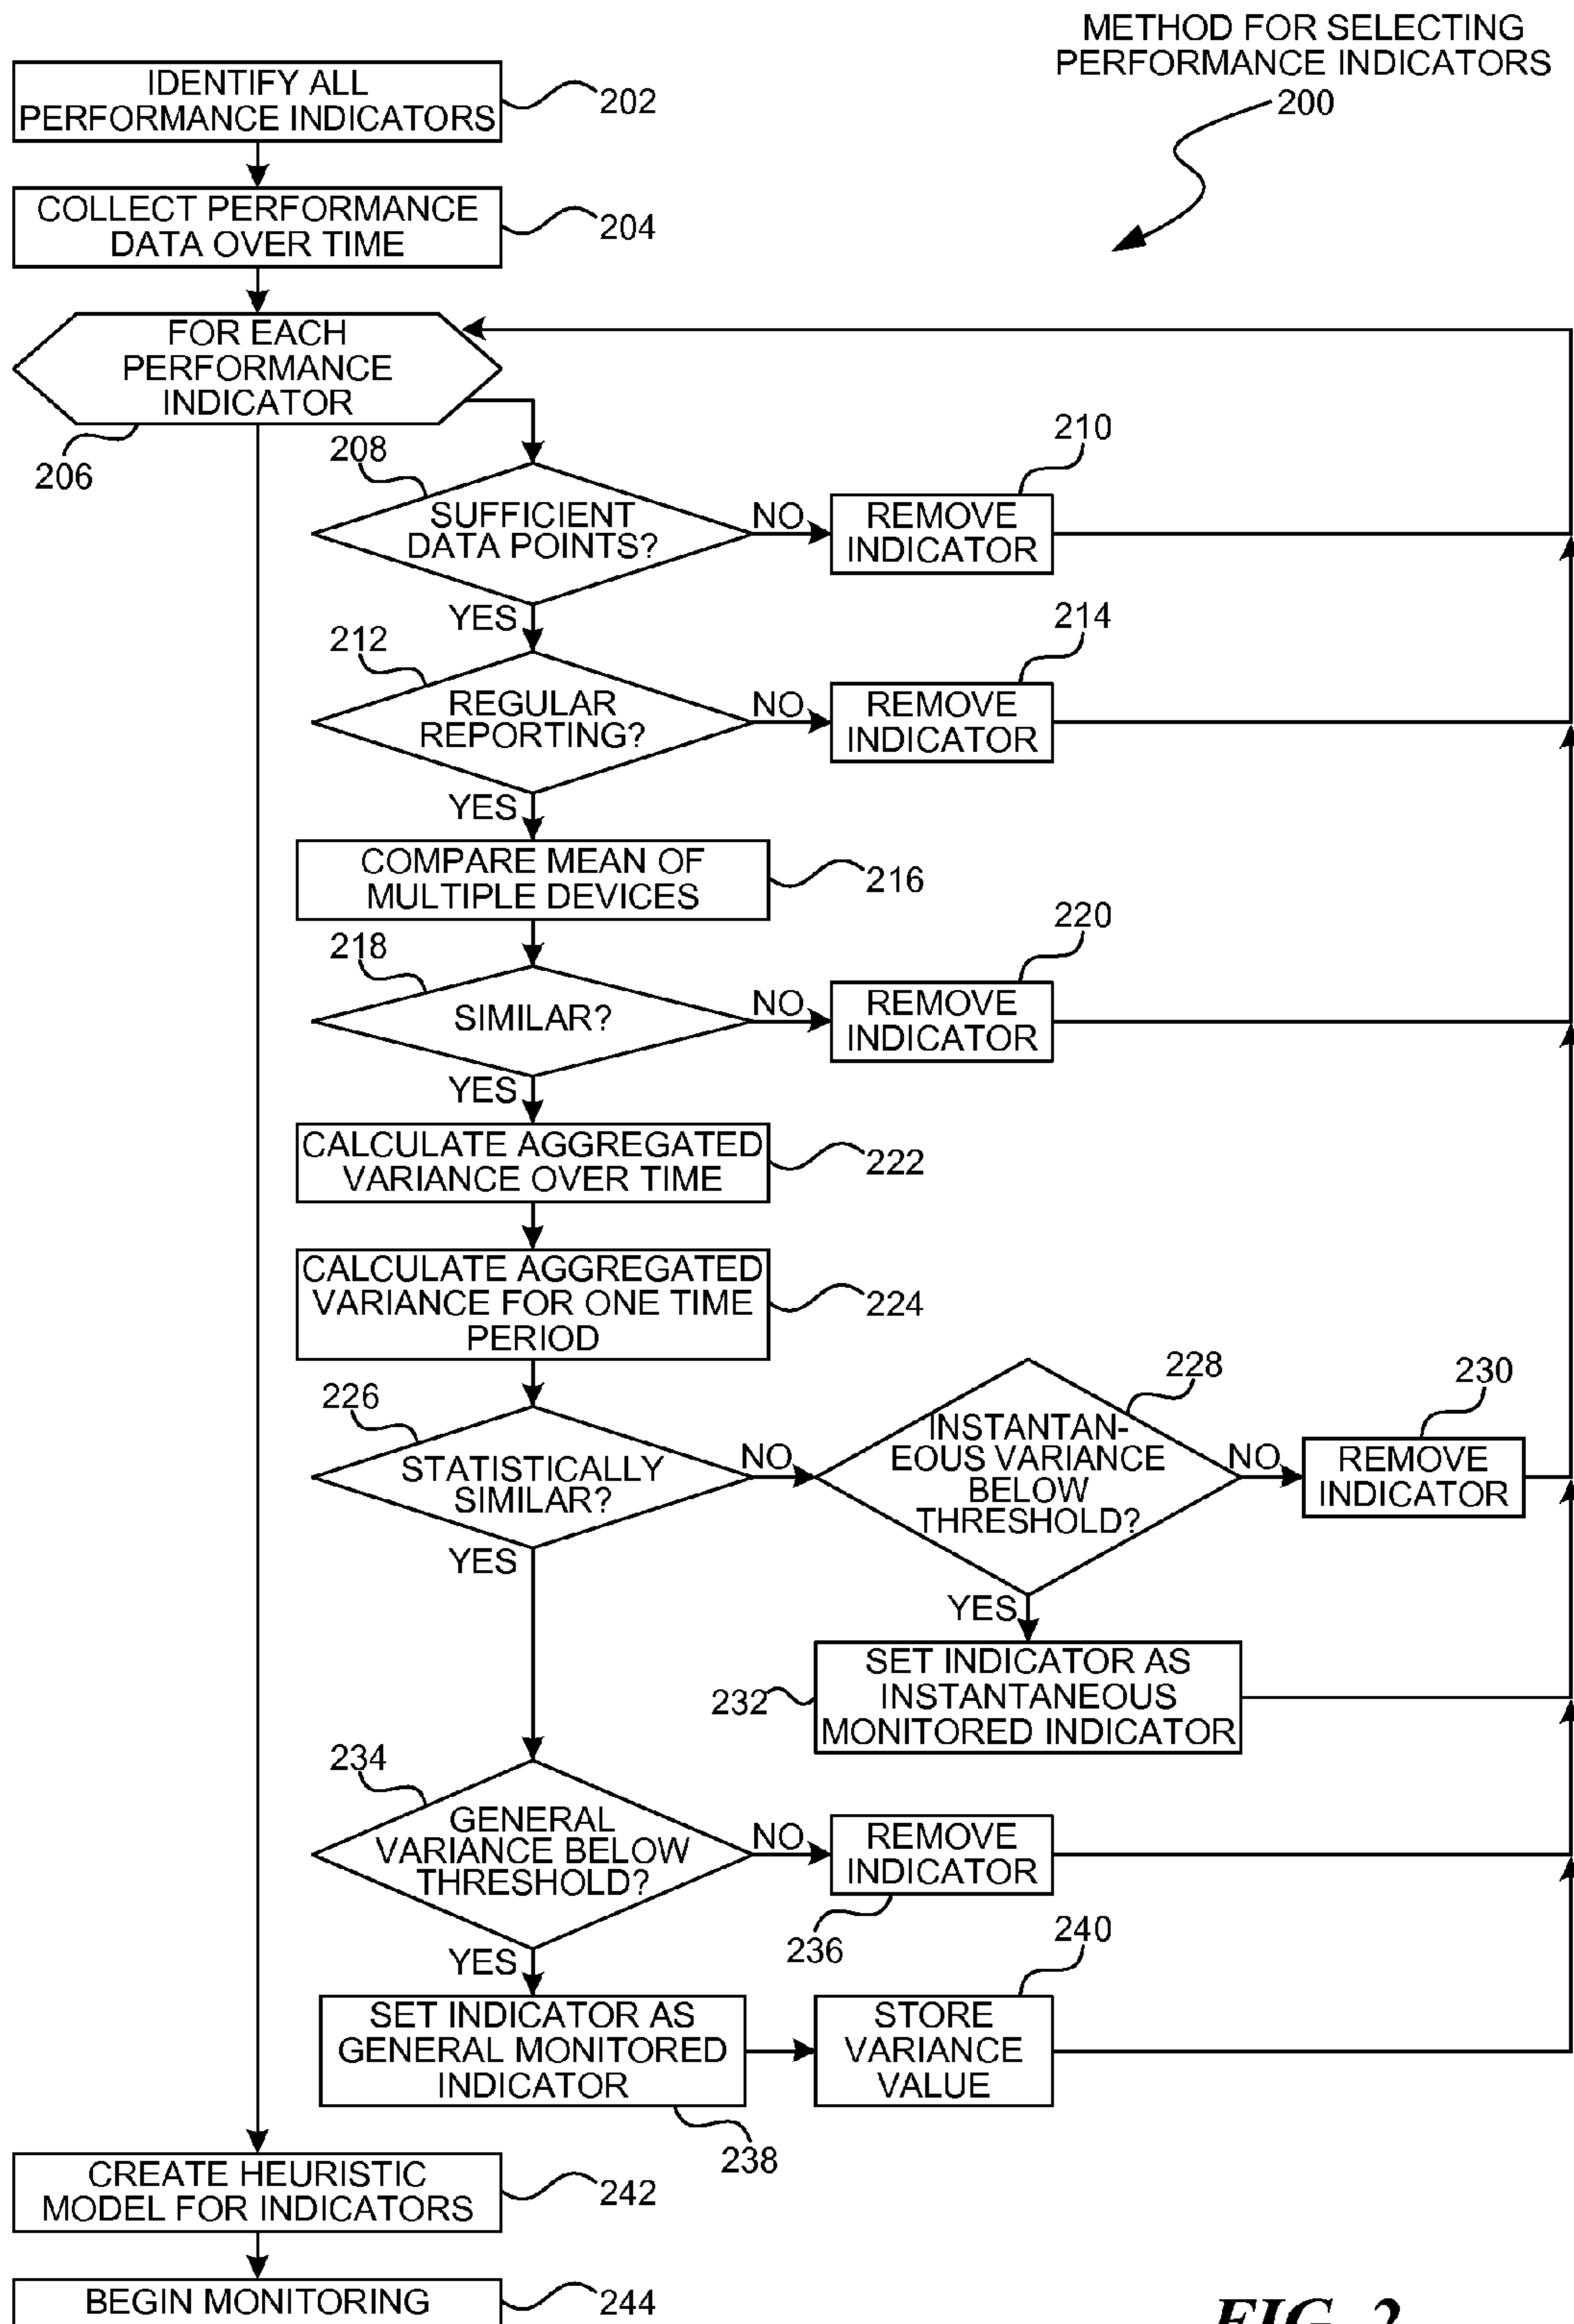 METHOD FOR SELECTING
PERFORMANCE INDICATORS
200
IDENTIFY ALL
PERFORMANCE INDICATORS
202
COLLECT PERFORMANCE
DATA OVER TIME
204
FOR EACH
PERFORMANCE
INDICATOR
206
208
SUFFICIENT
DATA POINTS?
NO
REMOVE
INDICATOR
210
YES
212
REGULAR
REPORTING?
NO
REMOVE
INDICATOR
214
YES
COMPARE MEAN OF
MULTIPLE DEVICES
216
218
SIMILAR?
NO
REMOVE
INDICATOR
220
YES
CALCULATE AGGREGATED
VARIANCE OVER TIME
222
CALCULATE AGGREGATED
VARIANCE FOR ONE TIME
PERIOD
224
226
STATISTICALLY
SIMILAR?
NO
228
INSTANTAN-
EOUS VARIANCE
BELOW
THRESHOLD?
NO
230
REMOVE
INDICATOR
YES
YES
232
SET INDICATOR AS
INSTANTANEOUS
MONITORED INDICATOR
234
GENERAL
VARIANCE BELOW
THRESHOLD?
NO
REMOVE
INDICATOR
236
YES
SET INDICATOR AS
GENERAL MONITORED
INDICATOR
238
240
STORE
VARIANCE
VALUE
CREATE HEURISTIC
MODEL FOR INDICATORS
242
BEGIN MONITORING
244
FIG. 2